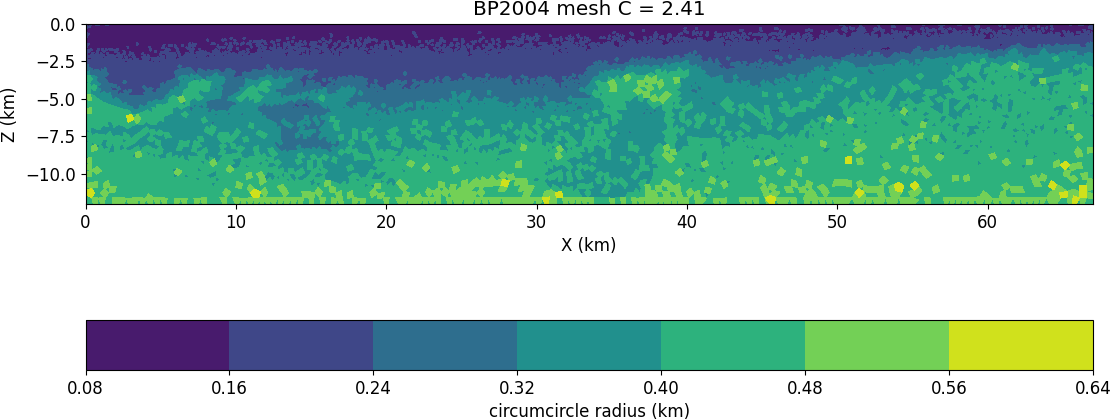 BP2004 mesh C = 2.41
0.0
−2.5
−5.0
−7.5
−10.0
Z (km)
0 10 20 30 40 50 60
X (km)
0.08 0.16 0.24 0.32 0.40 0.48 0.56 0.64
circumcircle radius (km)